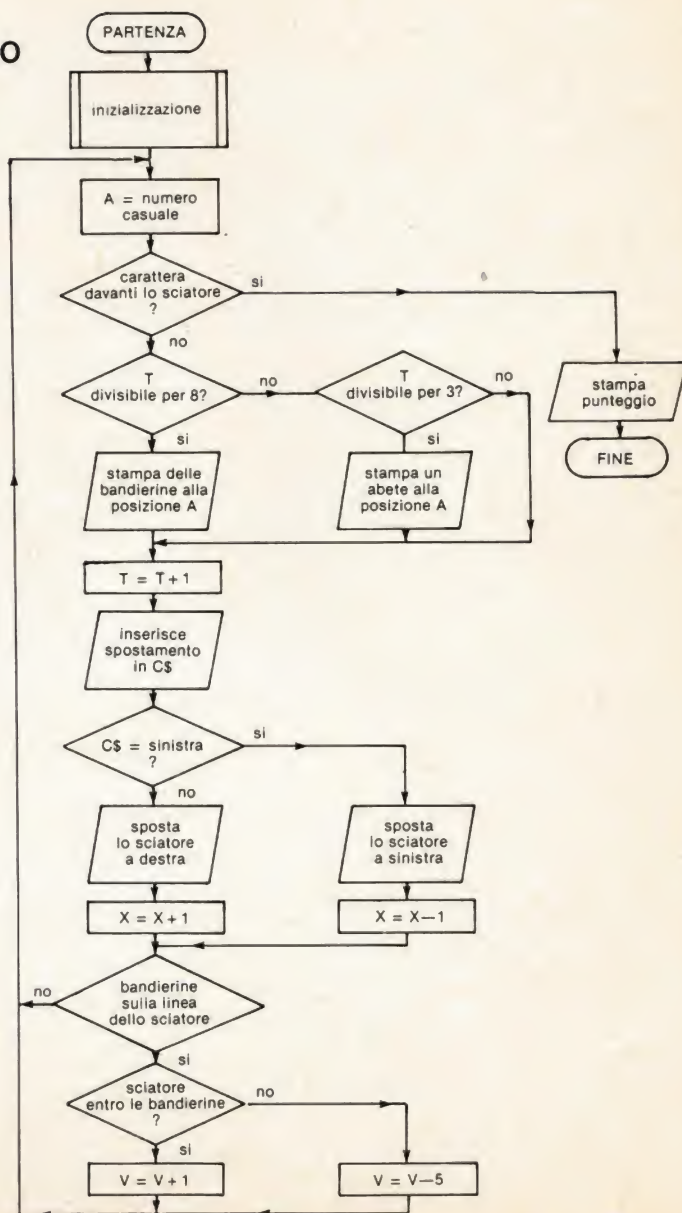 O
PARTENZA
inizializzazione
A = numero
casuale
carattera
davanti lo sciatore
?
si
no
T
divisibile per 8?
no
T
divisibile per 3?
no
stampa
punteggio
si
si
stampa delle
bandierine alla
posizione A
stampa un
abete alla
posizione A
FINE
T = T+1
inserisce
spostamento
in C$
C$ = sinistra
?
si
no
sposta
lo sciatore
a destra
sposta
lo sciatore
a sinistra
X = X+1
X = X—1
no
bandierine
sulla linea
dello sciatore
si
sciatore
entro le bandierine
?
no
si
V = V+1
V = V—5